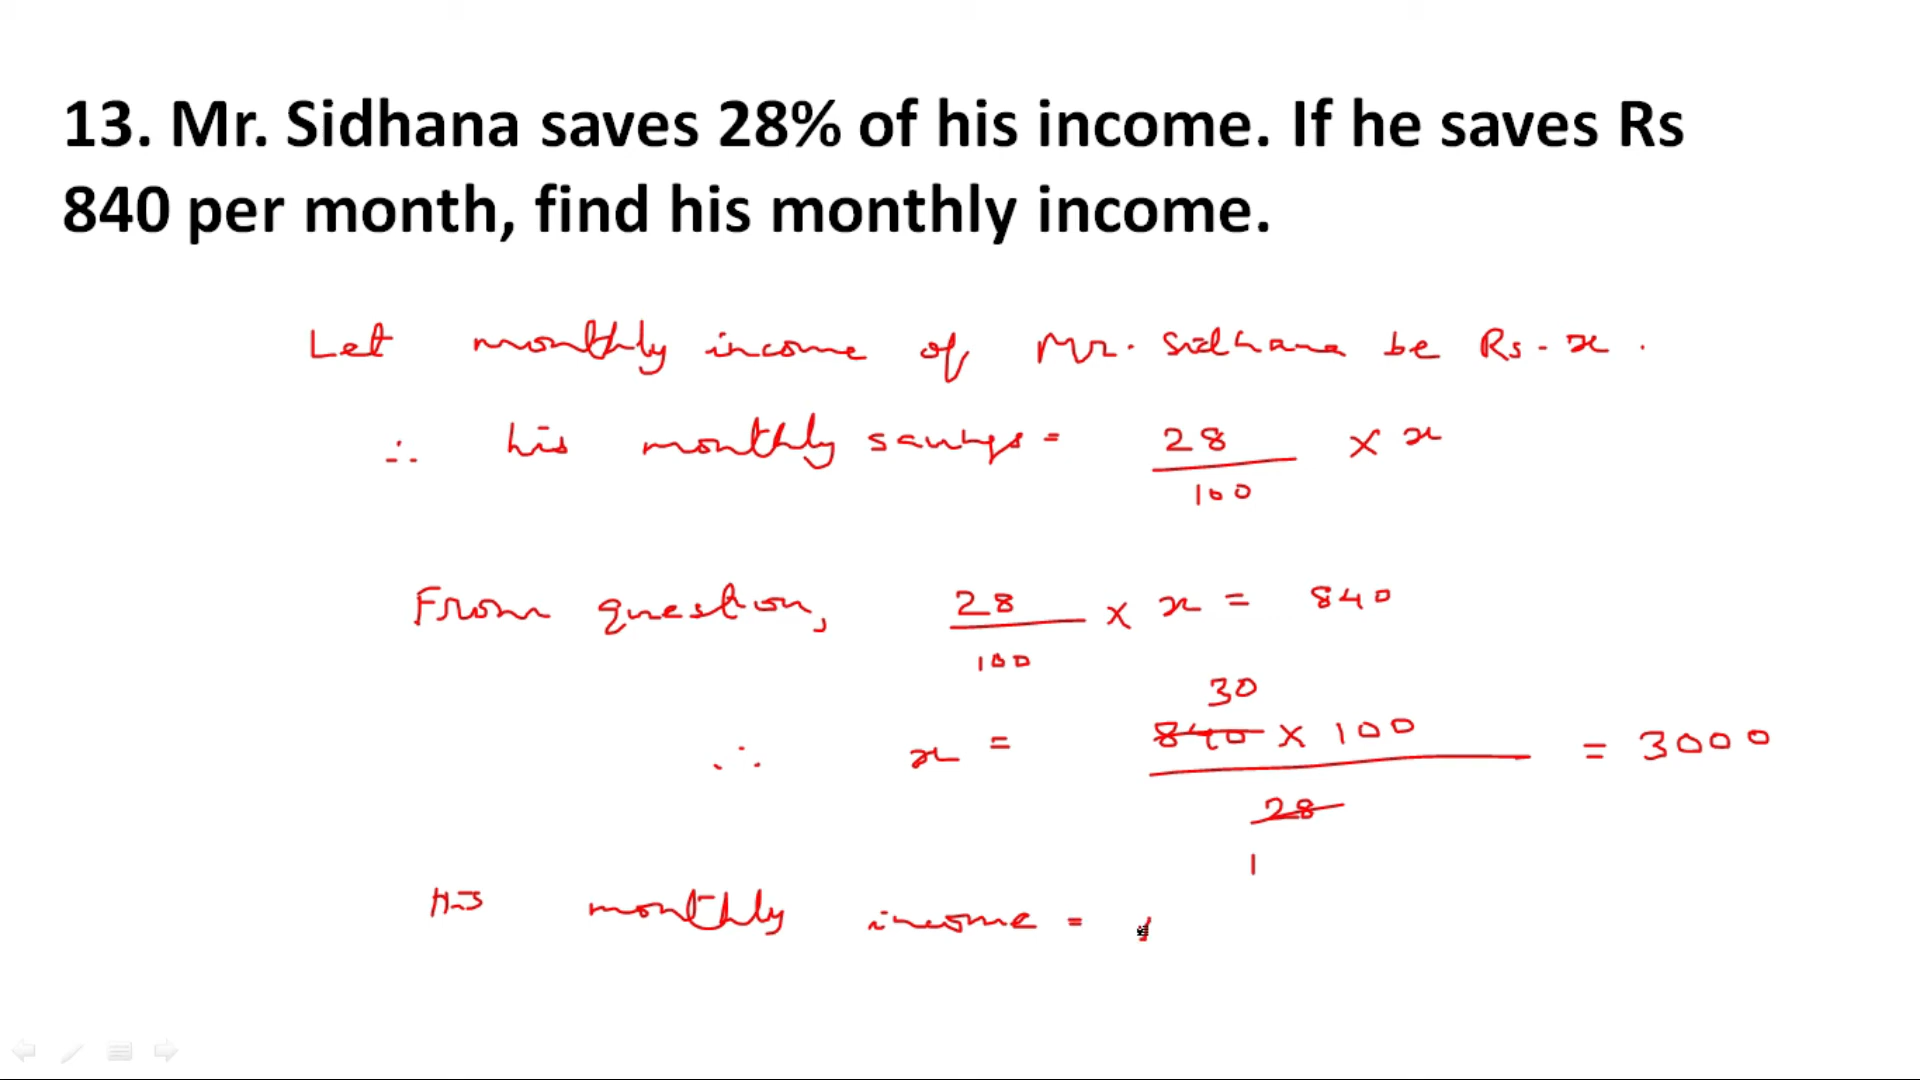 13. Mr. Sidhana saves 28% of his income. If he saves Rs
840 per month, find his monthly income.
Let monthly income of Mr. Sidhana be Rs. x.
∴ his monthly savings = 28/100 × x
From question, 28/100 × x = 840
30
∴ x = 840 × 100 / 28 = 3000
1
His monthly income =